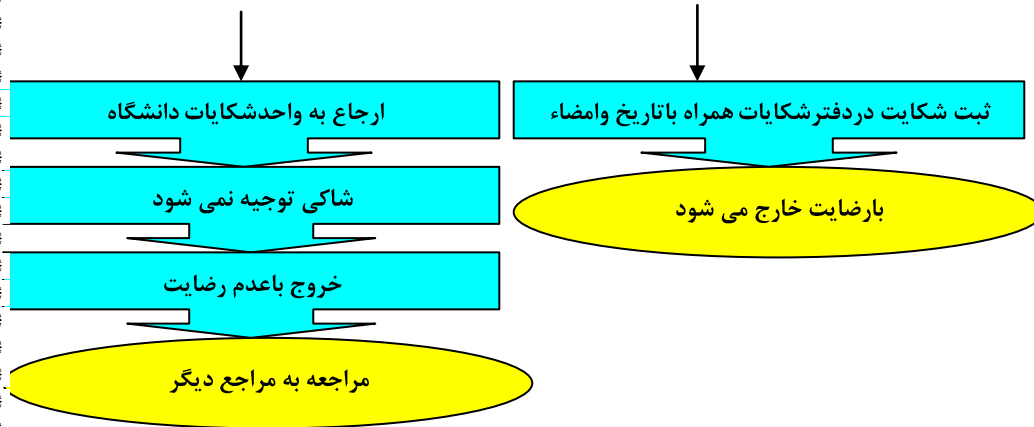 ثبت شکایت دردفترشکایات همراه باتاریخ وامضاء
بارضایت خارج می شود
ارجاع به واحدشکایات دانشگاه
شاکی توجیه نمی شود
خروج باعدم رضایت
مراجعه به مراجع دیگر